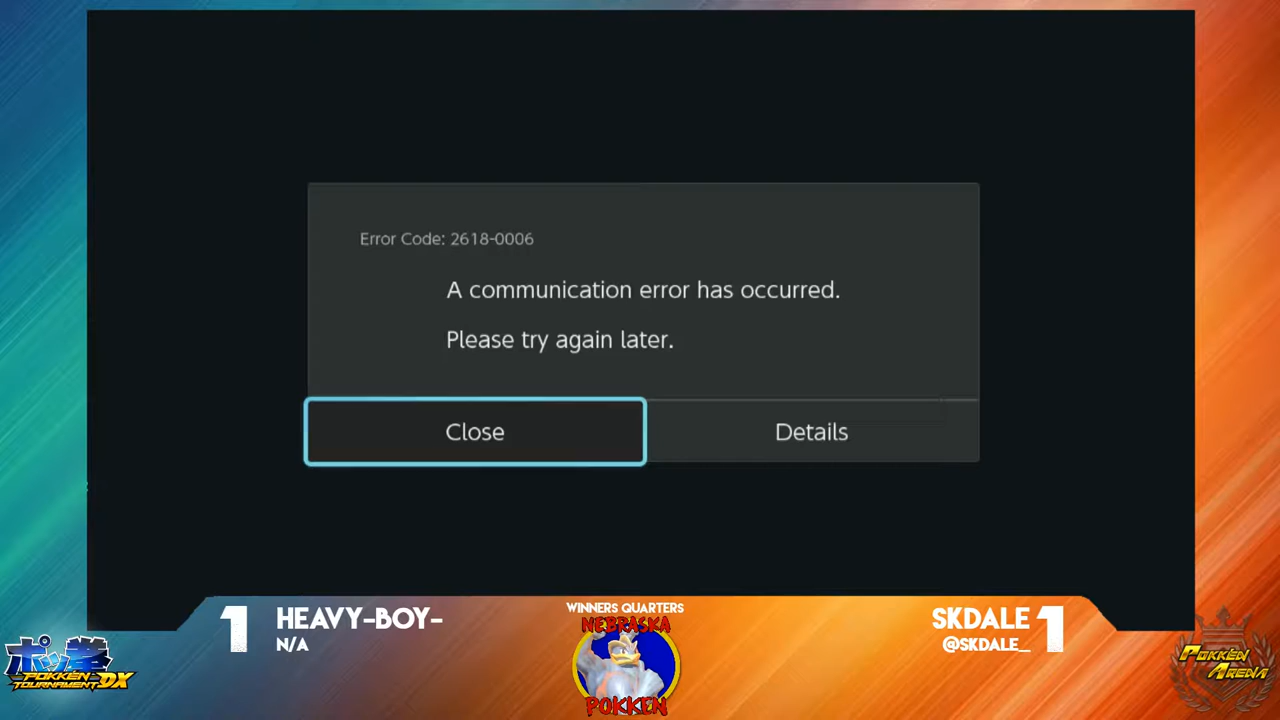 Error Code: 2618-0006
A communication error has occurred.
Please try again later.
Close
Details
1
HEAVY-BOY-
N/A
WINNERS QUARTERS
NEBRASKA
POKKEN
SKDALE
@SKDALE_
1
ポッ拳
POKKÉN
TOURNAMENT DX
POKKÉN
ARENA